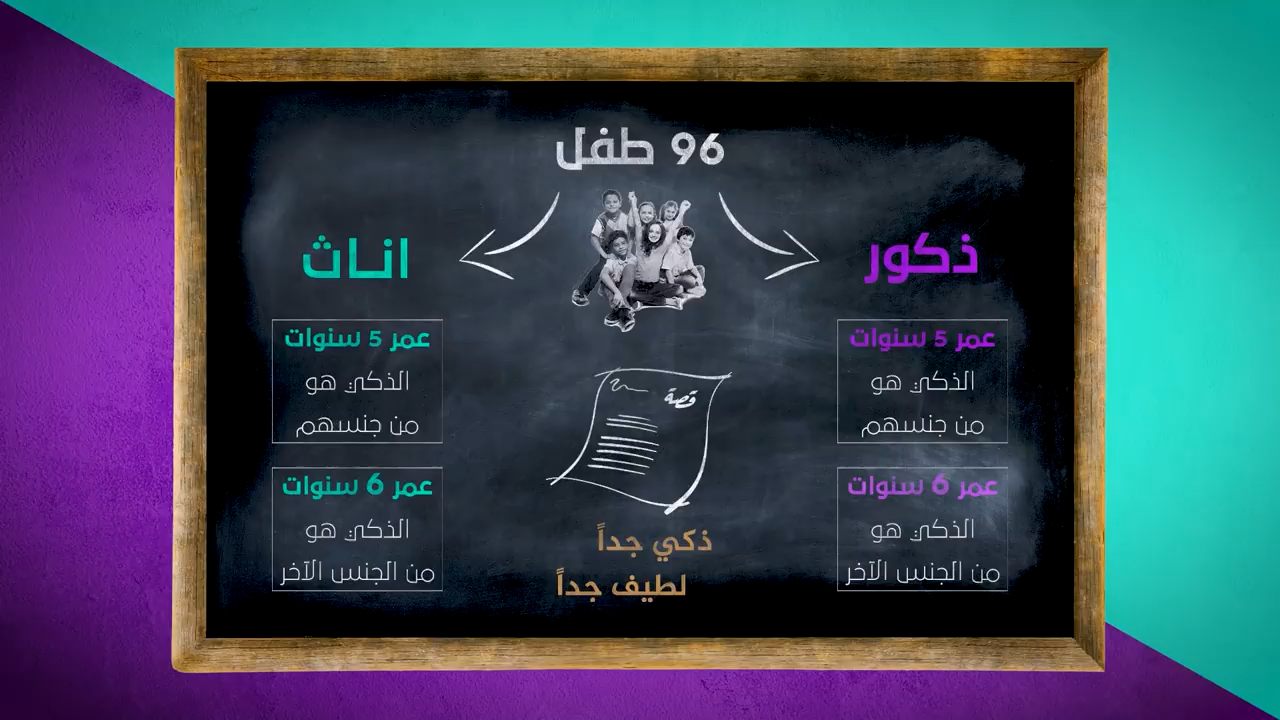 96 طفل
ذكور
عمر 5 سنوات
الذكي هو
من جنسهم
عمر 6 سنوات
الذكي هو
من الجنس الآخر
قصة
ذكي جداً
لطيف جداً
اناث
عمر 5 سنوات
الذكي هو
من جنسهم
عمر 6 سنوات
الذكي هو
من الجنس الآخر